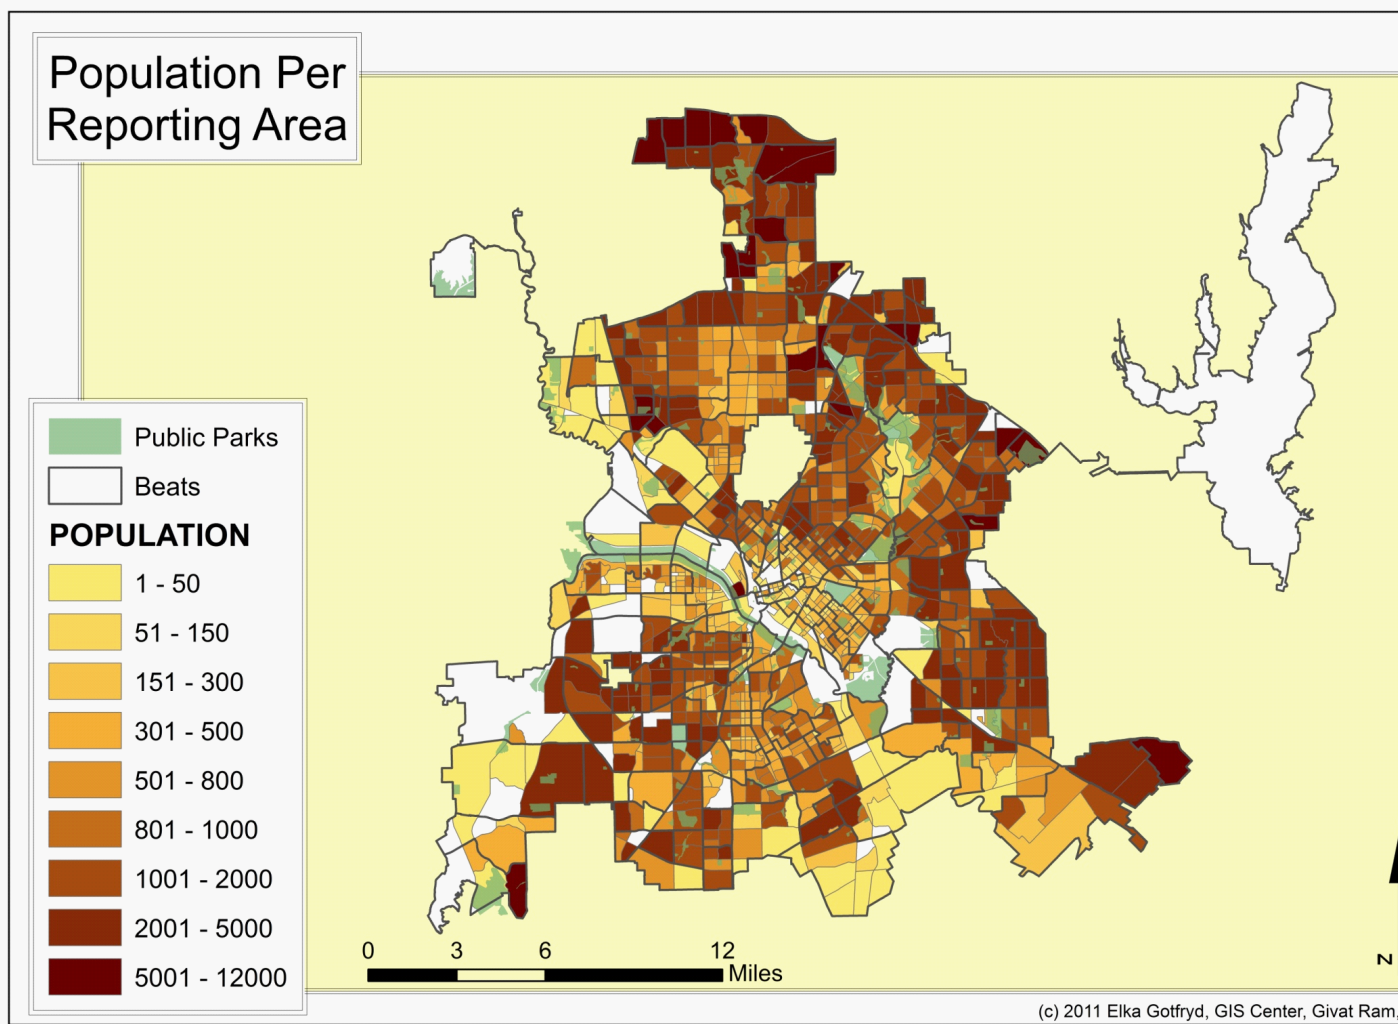 Population Per
Reporting Area
Public Parks
Beats
POPULATION
1 - 50
51 - 150
151 - 300
301 - 500
501 - 800
801 - 1000
1001 - 2000
2001 - 5000
5001 - 12000
0 3 6 12
Miles
N
(c) 2011 Elka Gotfryd, GIS Center, Givat Ram,